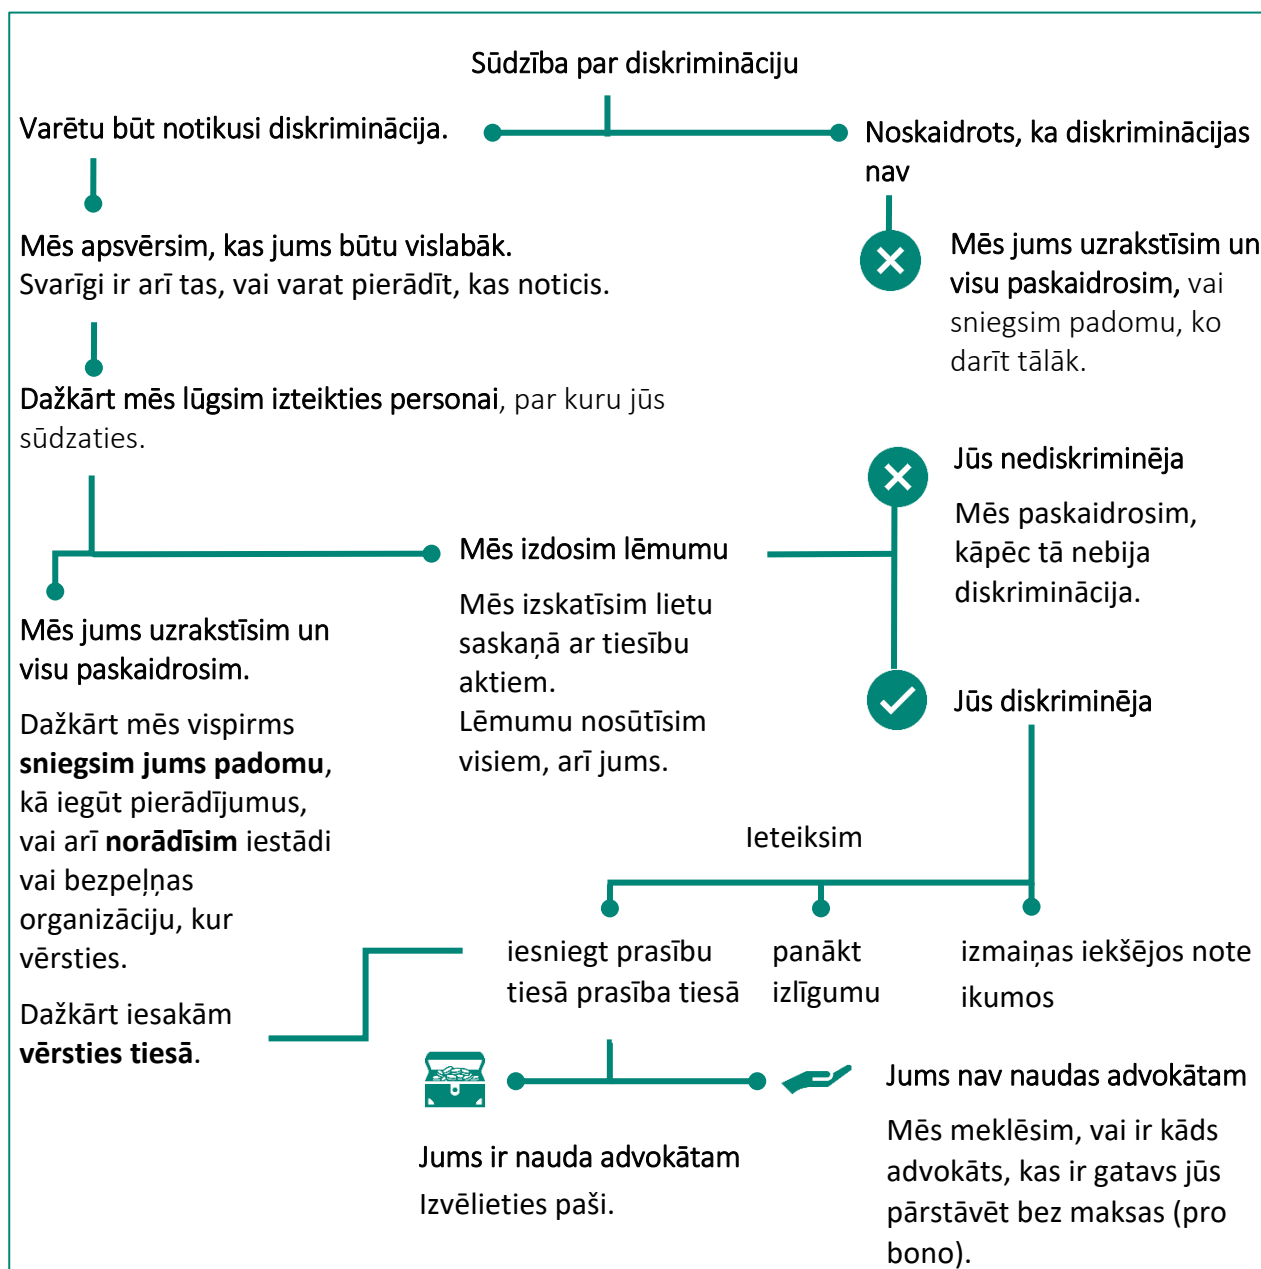 Sūdzība par diskrimināciju
Varētu būt notikusi diskriminācija.
Noskaidrots, ka diskriminācijas
nav
Mēs apsvērsim, kas jums būtu vislabāk.
Svarīgi ir arī tas, vai varat pierādīt, kas noticis.
Mēs jums uzrakstīsim un
visu paskaidrosim, vai
sniegsim padomu, ko
darīt tālāk.
Dažkārt mēs lūgsim izteikties personai, par kuru jūs
sūdzaties.
Jūs nediskriminēja
Mēs paskaidrosim,
kāpēc tā nebija
diskriminācija.
Mēs izdosim lēmumu
Mēs izskatīsim lietu
saskaņā ar tiesību
aktiem.
Lēmumu nosūtīsim
visiem, arī jums.
Mēs jums uzrakstīsim un
visu paskaidrosim.
Dažkārt mēs vispirms
sniegsim jums padomu,
kā iegūt pierādījumus,
vai arī norādīsim iestādi
vai bezpeļņas
organizāciju, kur
vērsties.
Dažkārt iesakām
vērsties tiesā.
Jūs diskriminēja
Ieteiksim
iesniegt prasību
tiesā prasība tiesā
panākt
izlīgumu
izmaiņas iekšējos note
ikumos
Jums ir nauda advokātam
Izvēlieties paši.
Jums nav naudas advokātam
Mēs meklēsim, vai ir kāds
advokāts, kas ir gatavs jūs
pārstāvēt bez maksas (pro
bono).